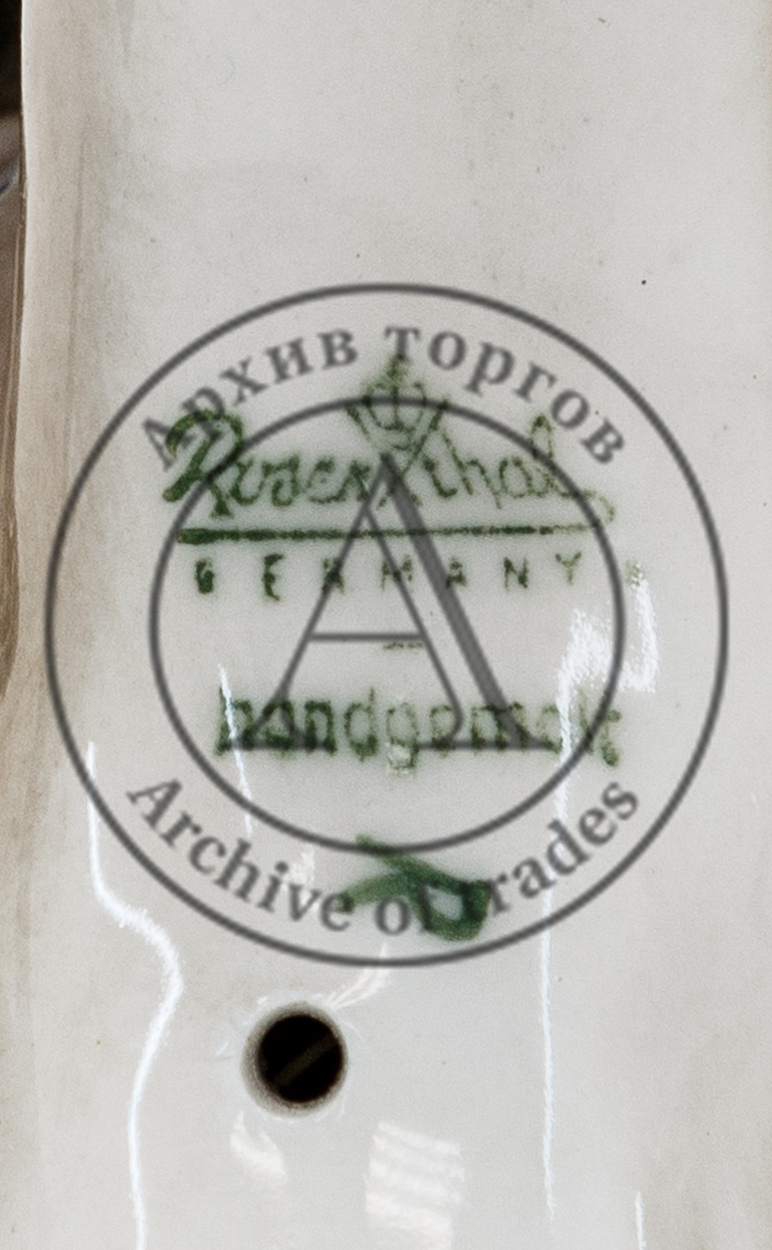 Архив торгов
Rosenthal
GERMANY
handgemalt
Archive of Trades